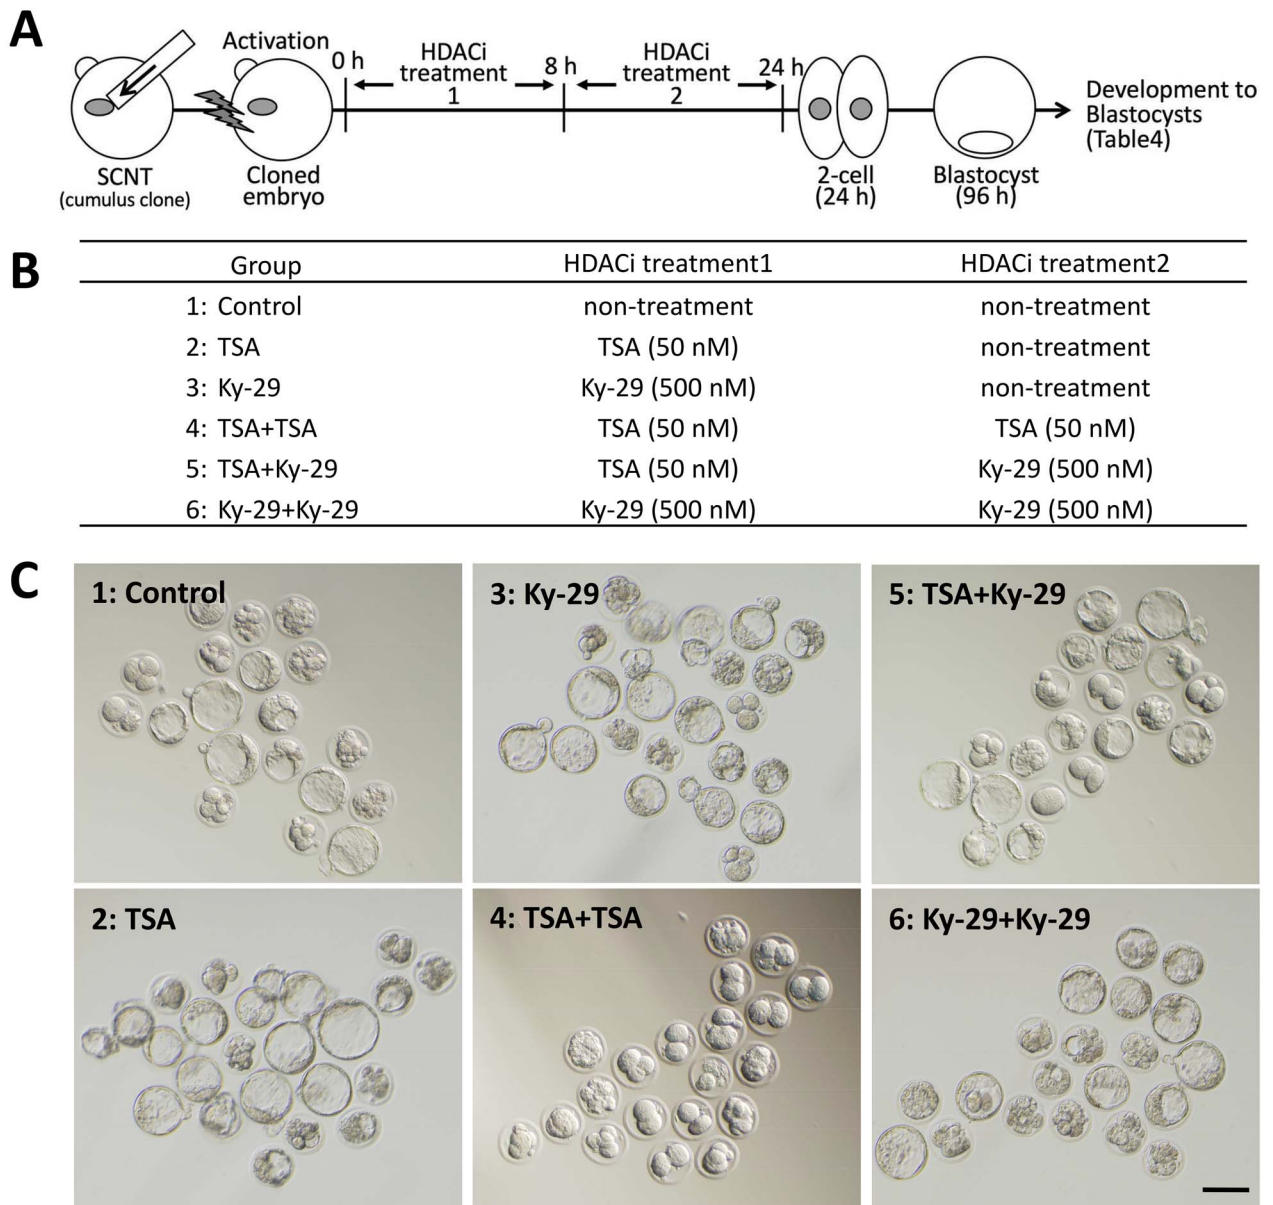 A
Activation
0 h
HDACi
treatment
1
8 h
HDACi
treatment
2
24 h
SCNT
(cumulus clone)
Cloned
embryo
2-cell
(24 h)
Blastocyst
(96 h)
Development to
Blastocysts
(Table4)
B
Group HDACi treatment1 HDACi treatment2
1: Control non-treatment non-treatment
2: TSA TSA (50 nM) non-treatment
3: Ky-29 Ky-29 (500 nM) non-treatment
4: TSA+TSA TSA (50 nM) TSA (50 nM)
5: TSA+Ky-29 TSA (50 nM) Ky-29 (500 nM)
6: Ky-29+Ky-29 Ky-29 (500 nM) Ky-29 (500 nM)
C
1: Control
3: Ky-29
5: TSA+Ky-29
2: TSA
4: TSA+TSA
6: Ky-29+Ky-29